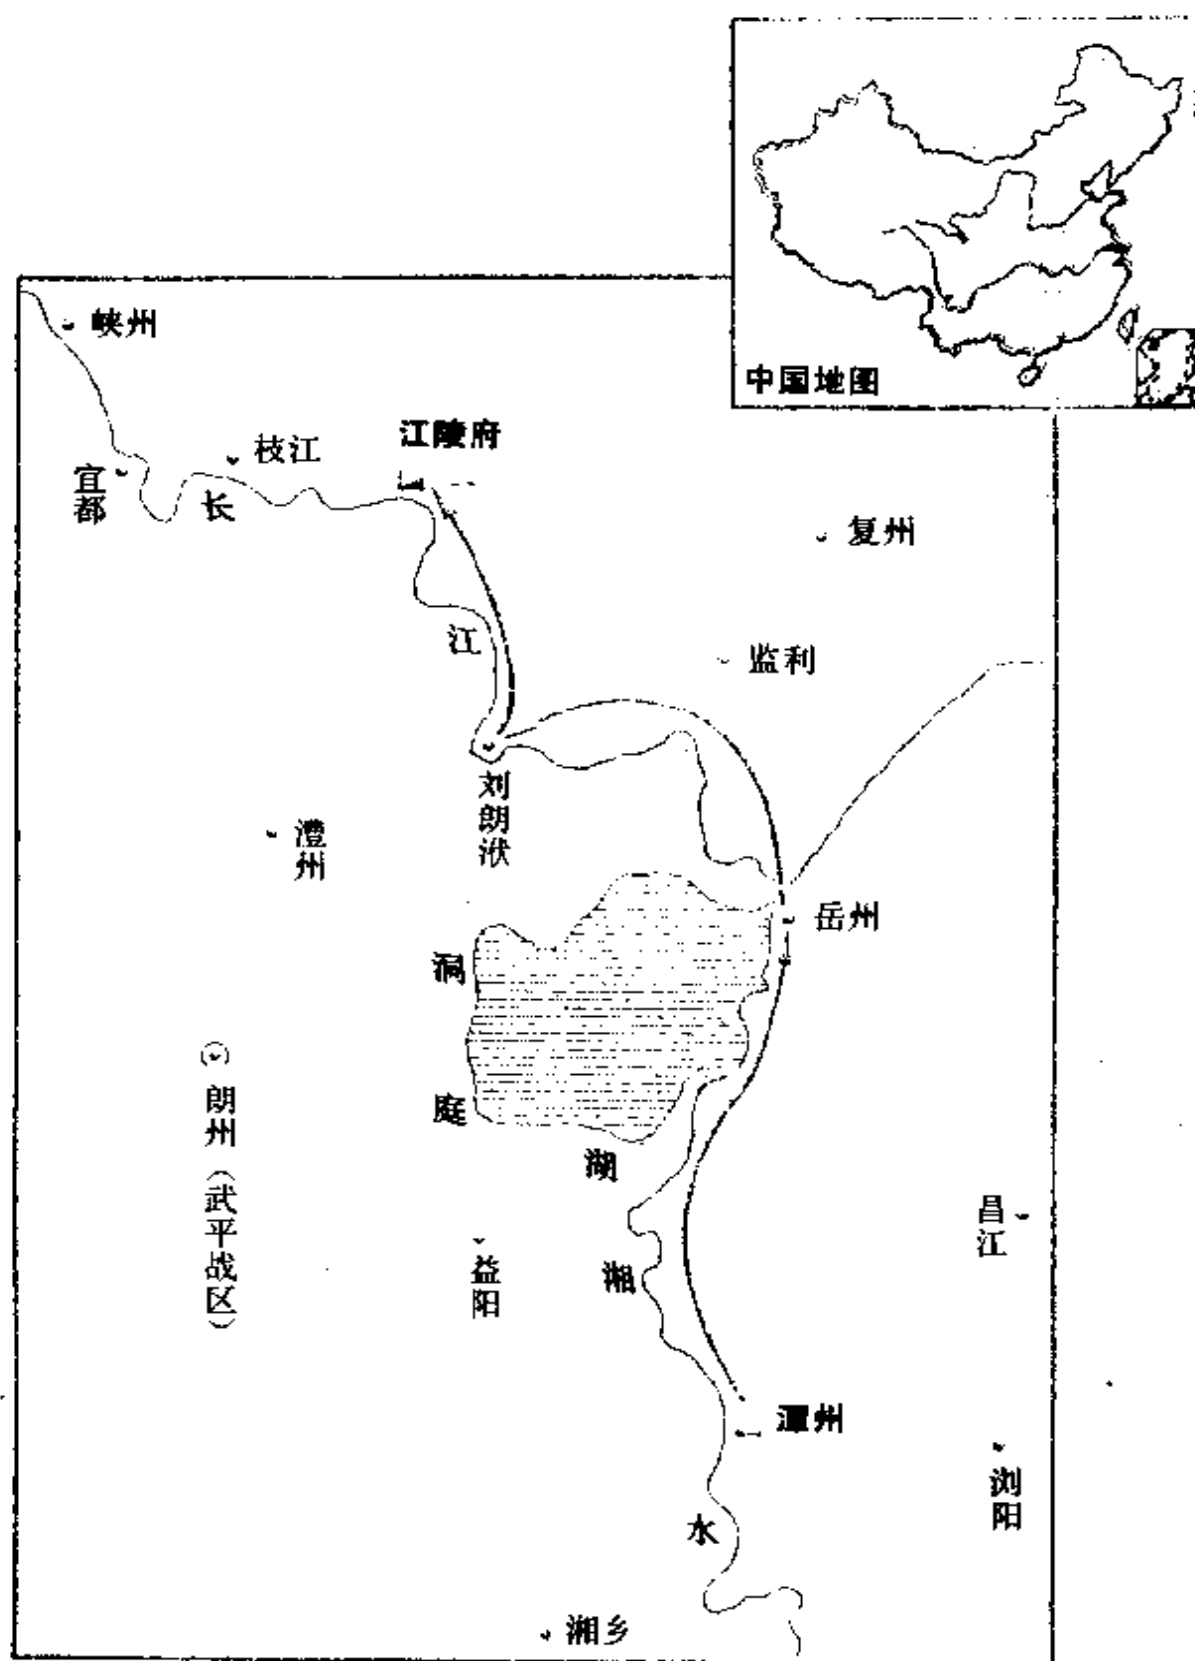 中国地图
峡州
江陵府
枝江
宜都
长
复州
江
监利
刘朗洑
澧州
岳州
洞
庭
湖
朗州（武平战区）
昌江
益阳
湘
潭州
浏阳
水
湘乡